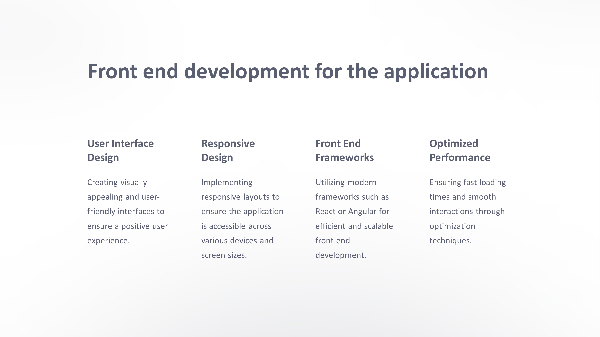 Front end development for the application
User Interface
Design
Creating visually
appealing and user-
friendly interfaces to
ensure a positive user
experience.
Responsive
Design
Implementing
responsive layouts to
ensure the application
is accessible across
various devices and
screen sizes.
Front End
Frameworks
Utilizing modern
frameworks such as
React or Angular for
efficient and scalable
front end
development.
Optimized
Performance
Ensuring fast loading
times and smooth
interactions through
optimization
techniques.